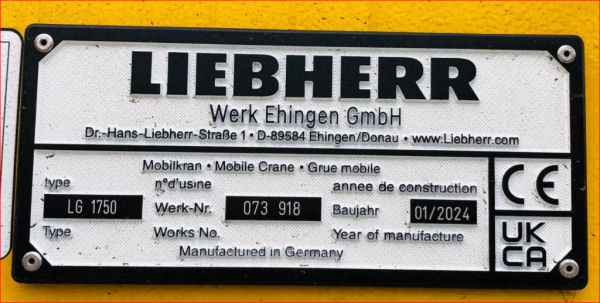 LIEBHERR
Werk Ehingen GmbH
Dr.-Hans-Liebherr-Straße 1 • D-89584 Ehingen/Donau • www.Liebherr.com
Mobilkran • Mobile Crane • Grue mobile
type n°d'usine annee de construction
LG 1750 Werk-Nr. 073 918 Baujahr 01/2024
Type Works No. Year of manufacture
Manufactured in Germany
CE
UK
CA